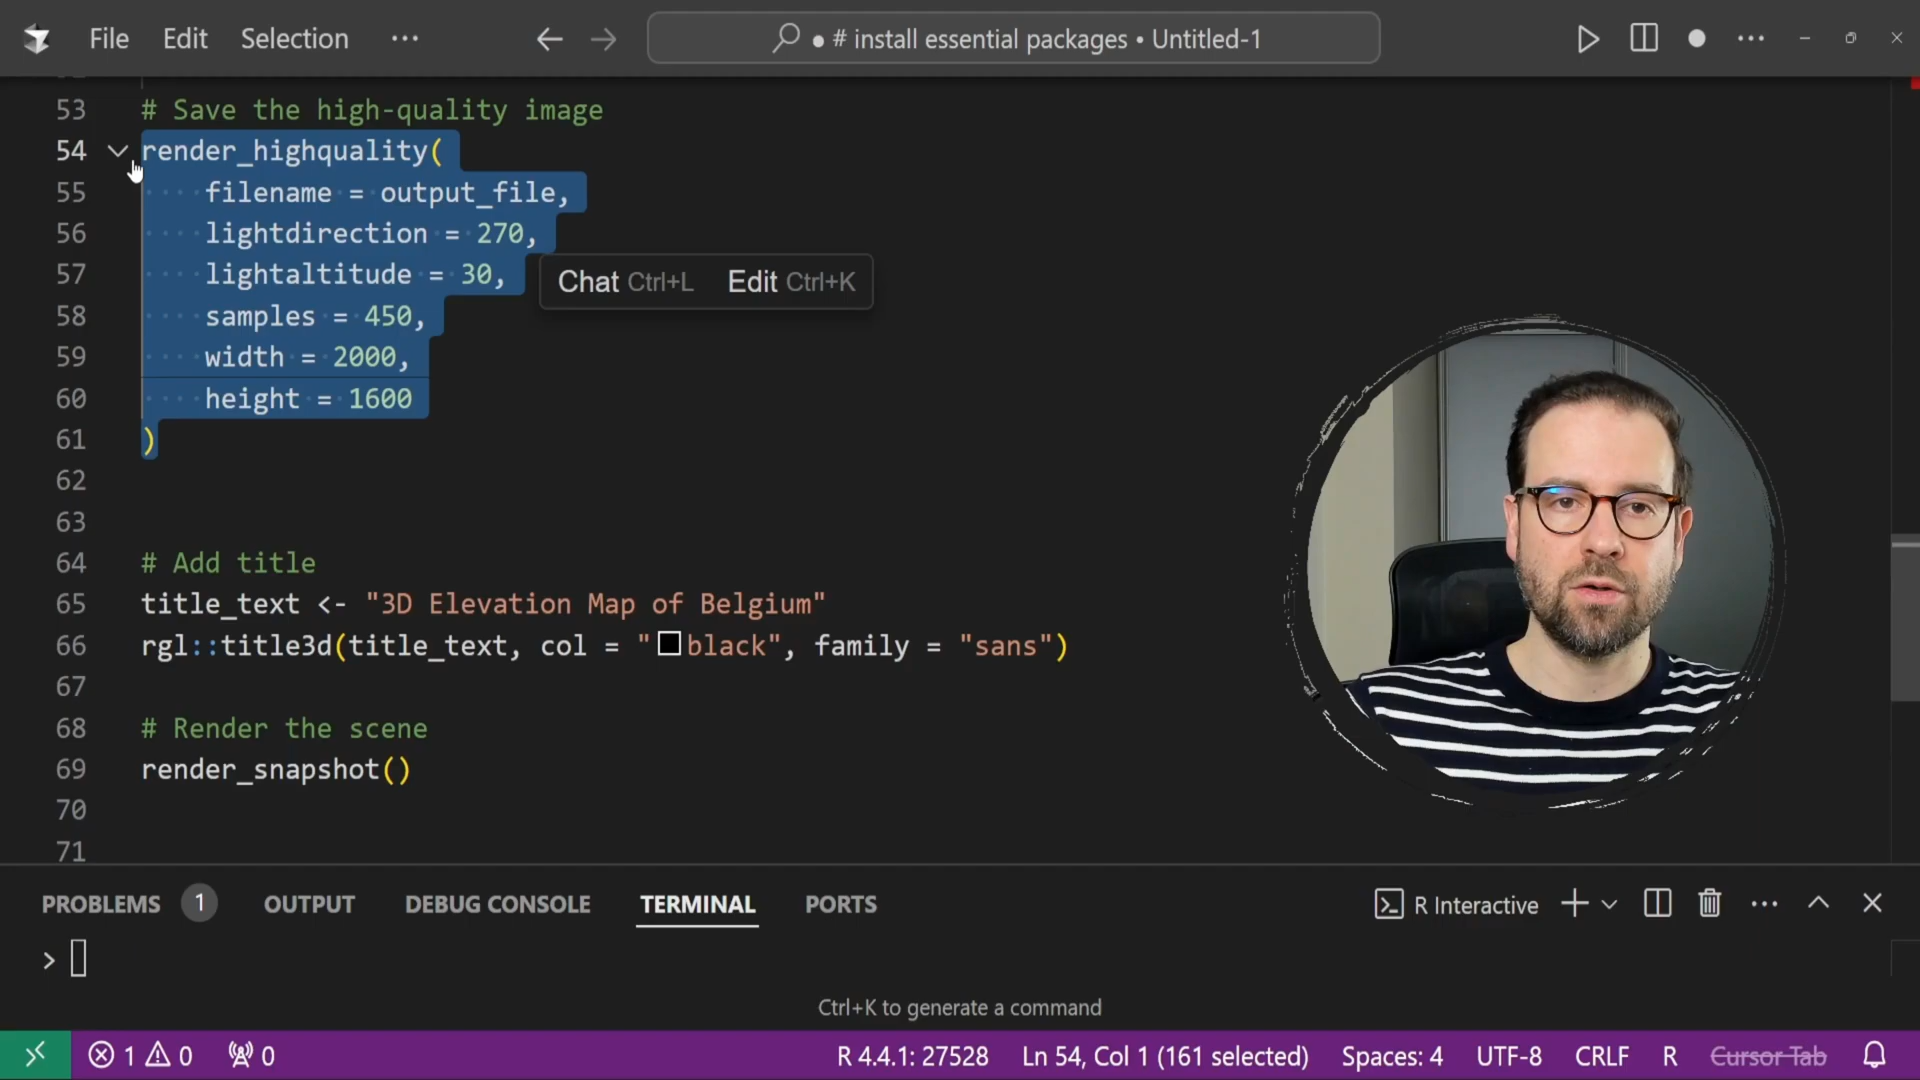 File Edit Selection ··· # install essential packages • Untitled-1
53 # Save the high-quality image
54 render_highquality(
55 filename = output_file,
56 lightdirection = 270,
57 lightaltitude = 30,
Chat Ctrl+L Edit Ctrl+K
58 samples = 450,
59 width = 2000,
60 height = 1600
61 )
62
63
64 # Add title
65 title_text <- "3D Elevation Map of Belgium"
66 rgl::title3d(title_text, col = "black", family = "sans")
67
68 # Render the scene
69 render_snapshot()
70
71
PROBLEMS 1 OUTPUT DEBUG CONSOLE TERMINAL PORTS R Interactive
>
Ctrl+K to generate a command
1 0 0 R 4.4.1: 27528 Ln 54, Col 1 (161 selected) Spaces: 4 UTF-8 CRLF R Cursor Tab